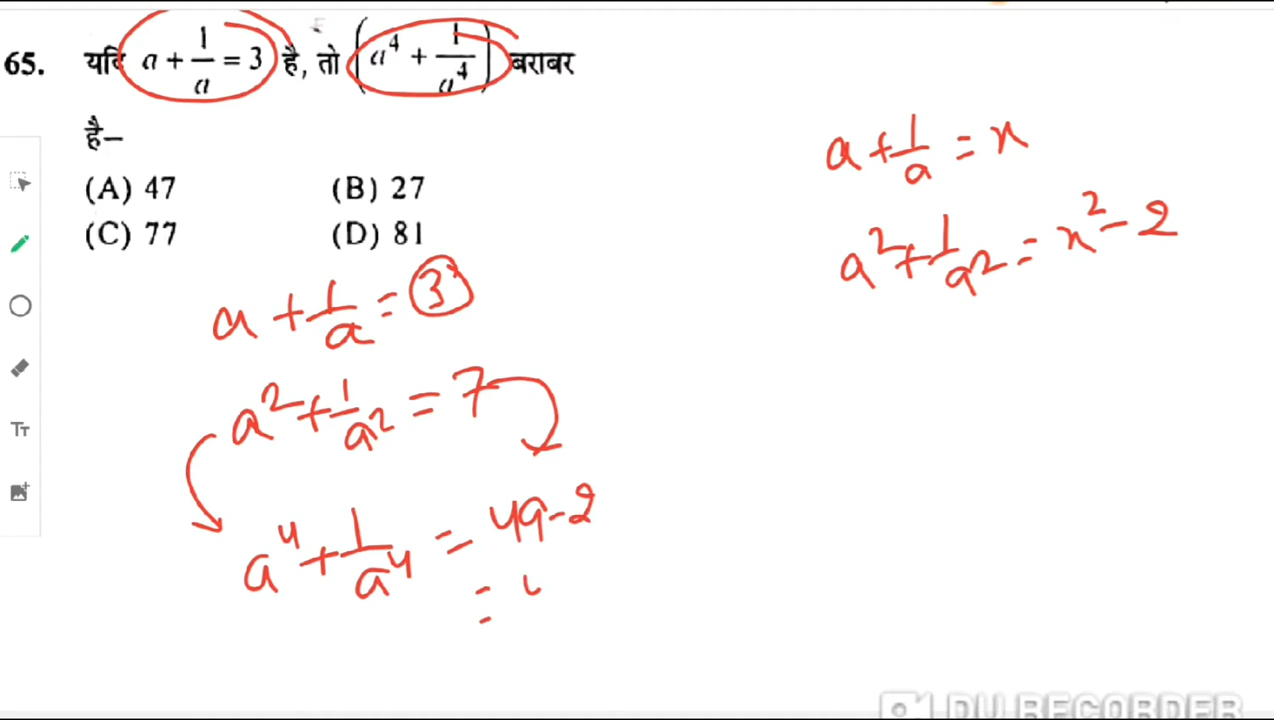 65. यदि a + 1/a = 3 है, तो (a⁴ + 1/a⁴) बराबर
है–
(A) 47 (B) 27
(C) 77 (D) 81
a + 1/a = 3
a² + 1/a² = 7
a⁴ + 1/a⁴ = 49-2
=
a + 1/a = x
a² + 1/a² = x² - 2
TT
DU RECORDER